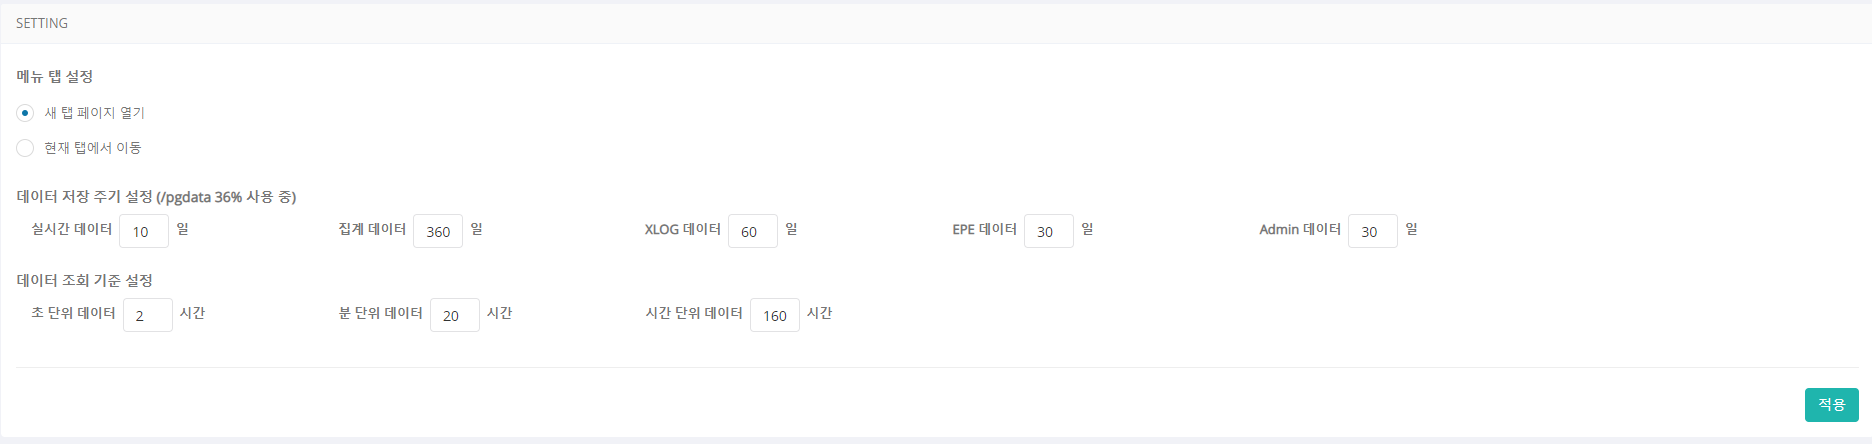 SETTING
메뉴 탭 설정
새 탭 페이지 열기
현재 탭에서 이동
데이터 저장 주기 설정 (/pgdata 36% 사용 중)
실시간 데이터 10 일 집계 데이터 360 일 XLOG 데이터 60 일 EPE 데이터 30 일 Admin 데이터 30 일
데이터 조회 기준 설정
초 단위 데이터 2 시간 분 단위 데이터 20 시간 시간 단위 데이터 160 시간
적용